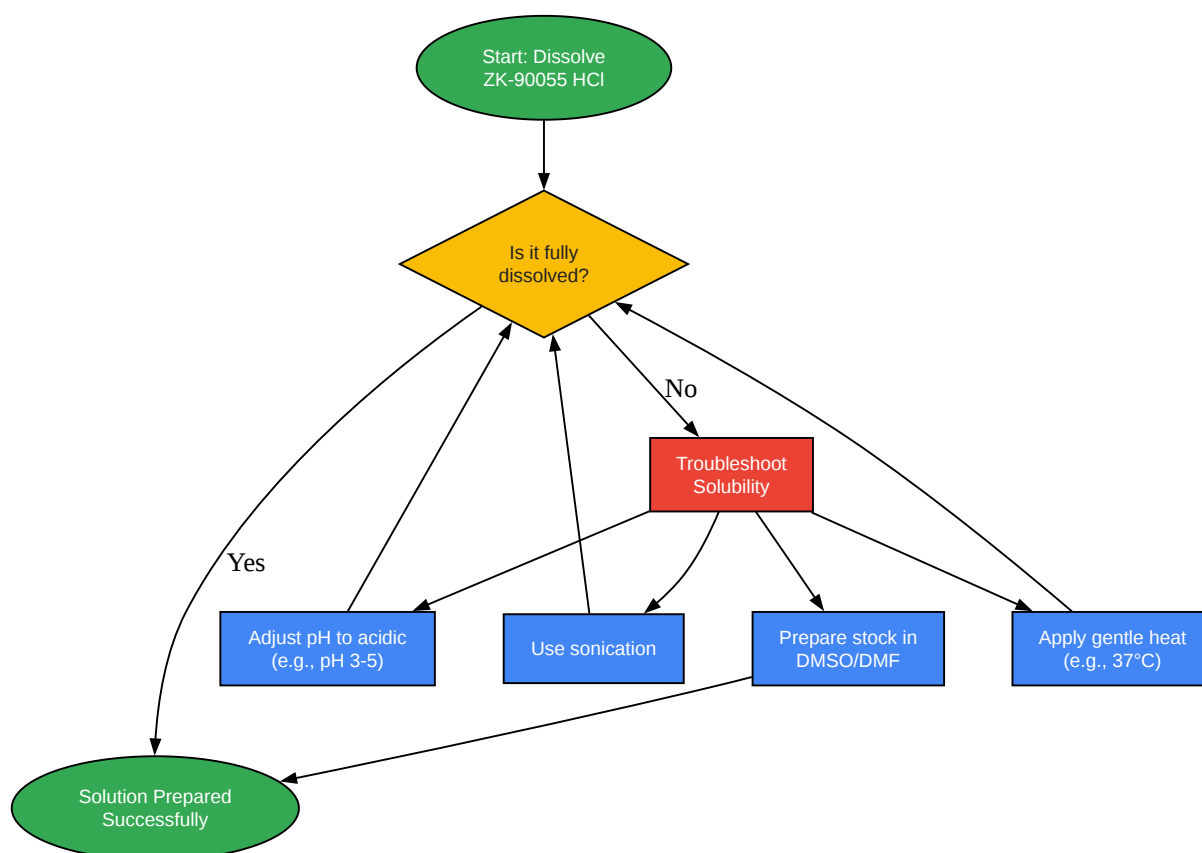 Start: Dissolve
ZK-90055 HCl
Is it fully
dissolved?
No
Troubleshoot
Solubility
Yes
Adjust pH to acidic
(e.g., pH 3-5)
Use sonication
Prepare stock in
DMSO/DMF
Apply gentle heat
(e.g., 37°C)
Solution Prepared
Successfully